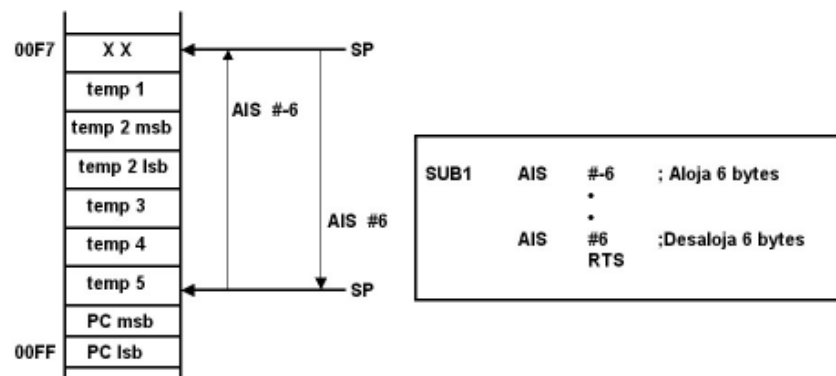 00F7 X X SP
temp 1
AIS #-6
temp 2 msb
temp 2 lsb
temp 3
AIS #6
temp 4
temp 5 SP
PC msb
00FF PC lsb
SUB1 AIS #-6 ; Aloja 6 bytes
•
•
AIS #6 ;Desaloja 6 bytes
RTS